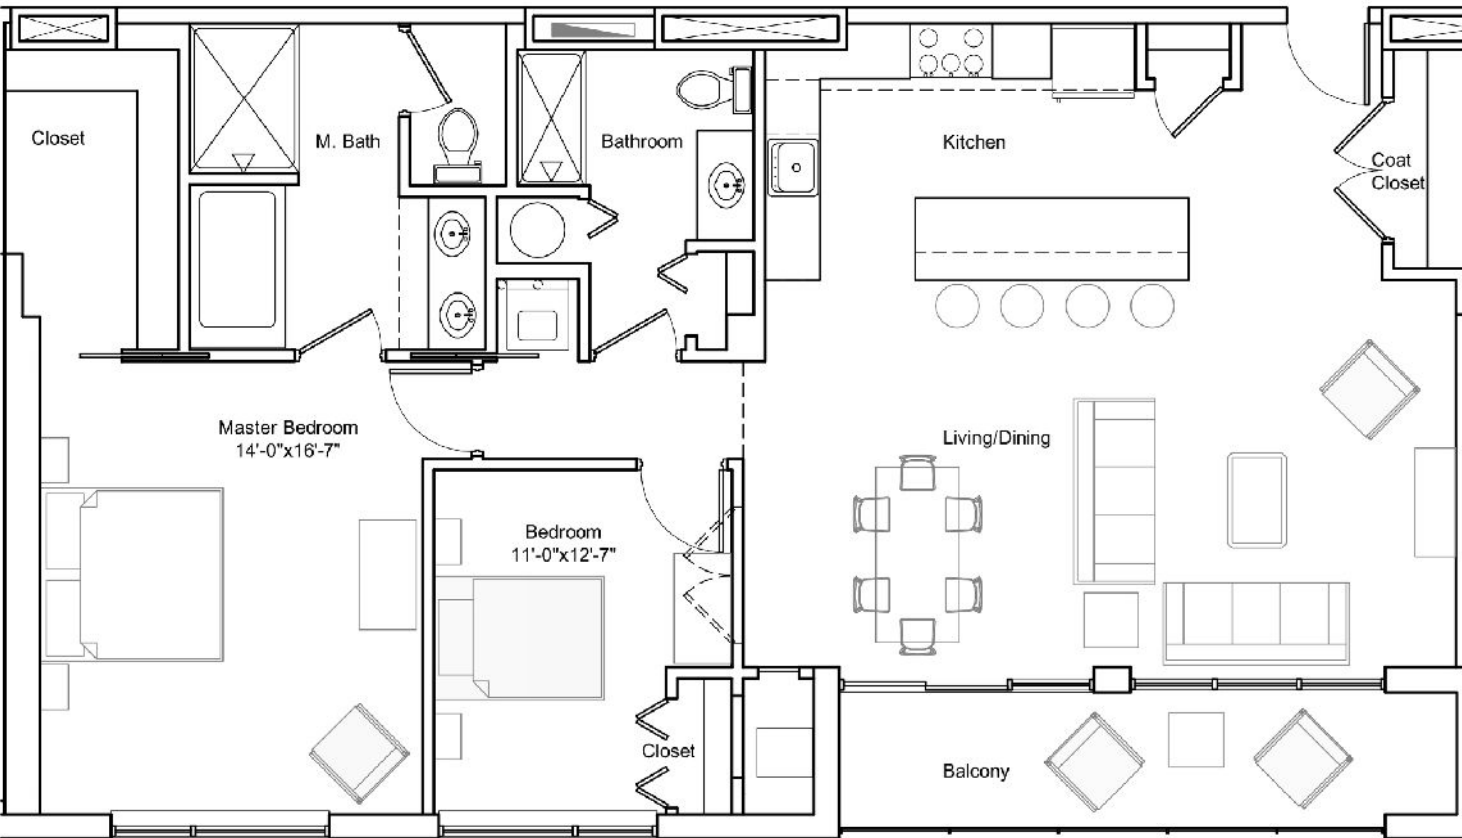 Closet
M. Bath
Bathroom
Kitchen
Coat
Closet
Master Bedroom
14'-0"x16'-7"
Living/Dining
Bedroom
11'-0"x12'-7"
Closet
Balcony